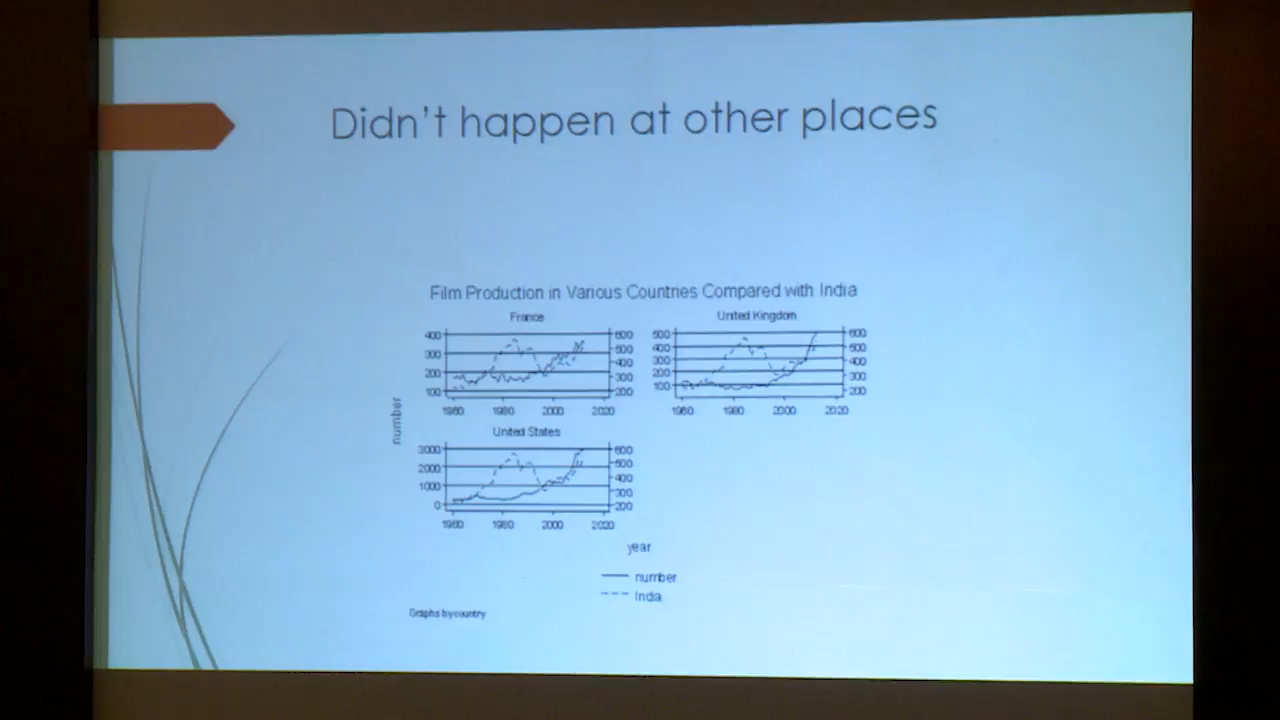 Didn't happen at other places
Film Production in Various Countries Compared with India
France
United Kingdom
400
300
200
100
600
500
400
300
200
500
400
300
200
100
600
500
400
300
200
1960 1980 2000 2020
1960 1980 2000 2020
number
United States
3000
2000
1000
0
600
500
400
300
200
1960 1980 2000 2020
year
number
India
Graphs by country